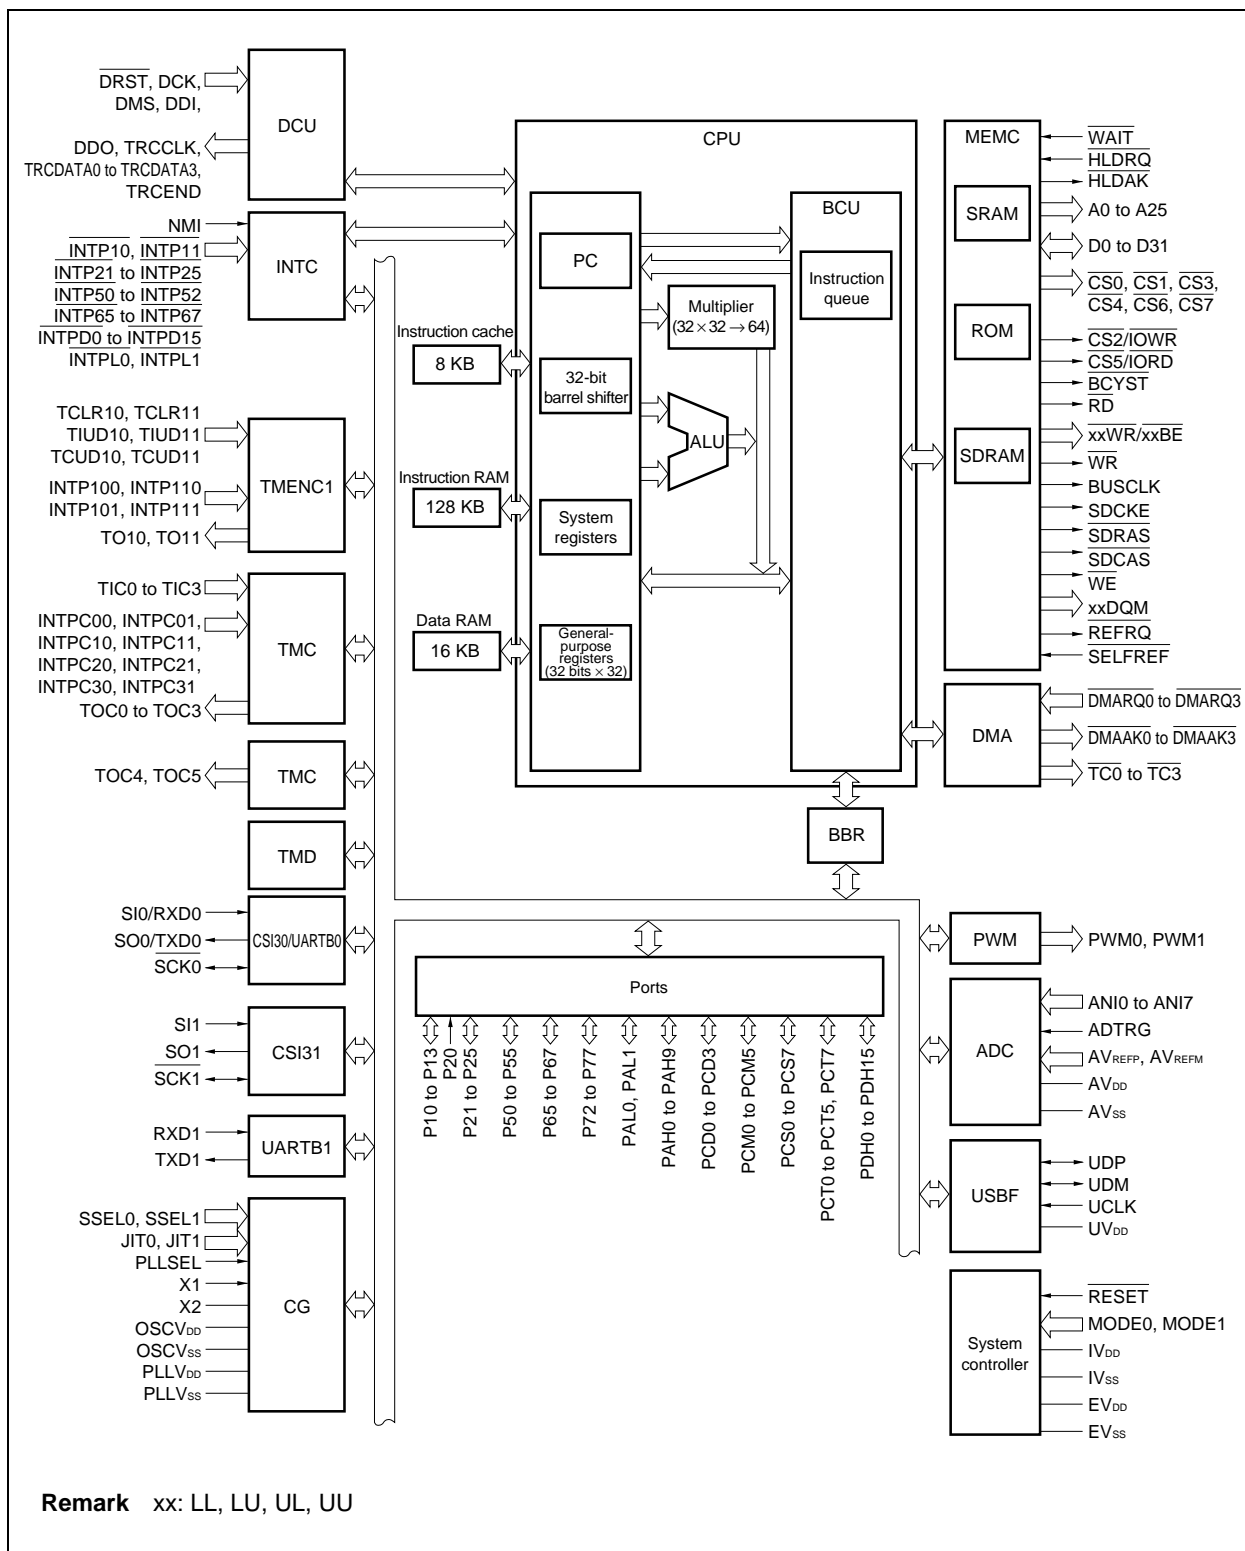 DRST, DCK,
DMS, DDI,
DDO, TRCCLK,
TRCDATA0 to TRCDATA3,
TRCEND
DCU
NMI
INTP10, INTP11
INTP21 to INTP25
INTP50 to INTP52
INTP65 to INTP67
INTPD0 to INTPD15
INTPL0, INTPL1
INTC
TCLR10, TCLR11
TIUD10, TIUD11
TCUD10, TCUD11
INTP100, INTP110
INTP101, INTP111
TO10, TO11
TMENC1
TIC0 to TIC3
INTPC00, INTPC01,
INTPC10, INTPC11,
INTPC20, INTPC21,
INTPC30, INTPC31
TOC0 to TOC3
TMC
TOC4, TOC5
TMC
TMD
SI0/RXD0
SO0/TXD0
SCK0
CSI30/UARTB0
SI1
SO1
SCK1
CSI31
RXD1
TXD1
UARTB1
SSEL0, SSEL1
JIT0, JIT1
PLLSEL
X1
X2
OSCVDD
OSCVSS
PLLVDD
PLLVSS
CG
Instruction cache
8 KB
Instruction RAM
128 KB
Data RAM
16 KB
CPU
PC
32-bit
barrel shifter
System
registers
General-
purpose
registers
(32 bits × 32)
Multiplier
(32 × 32 → 64)
ALU
BCU
Instruction
queue
BBR
Ports
P10 to P13
P20
P21 to P25
P50 to P55
P65 to P67
P72 to P77
PAL0, PAL1
PAH0 to PAH9
PCD0 to PCD3
PCM0 to PCM5
PCS0 to PCS7
PCT0 to PCT5, PCT7
PDH0 to PDH15
MEMC
SRAM
ROM
SDRAM
WAIT
HLDRQ
HLDAK
A0 to A25
D0 to D31
CS0, CS1, CS3,
CS4, CS6, CS7
CS2/IOWR
CS5/IORD
BCYST
RD
xxWR/xxBE
WR
BUSCLK
SDCKE
SDRAS
SDCAS
WE
xxDQM
REFRQ
SELFREF
DMA
DMARQ0 to DMARQ3
DMAAK0 to DMAAK3
TC0 to TC3
PWM
PWM0, PWM1
ADC
ANI0 to ANI7
ADTRG
AVREFP, AVREFM
AVDD
AVSS
USBF
UDP
UDM
UCLK
UVDD
System
controller
RESET
MODE0, MODE1
IVDD
IVSS
EVDD
EVSS
Remark xx: LL, LU, UL, UU